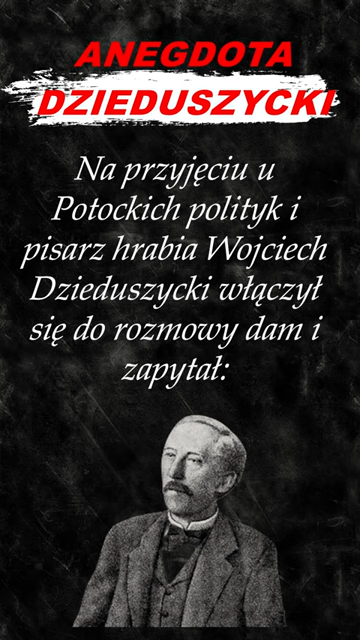 ANEGDOTA
DZIEDUSZYCKI
Na przyjęciu u
Potockich polityk i
pisarz hrabia Wojciech
Dzieduszycki włączył
się do rozmowy dam i
zapytał: